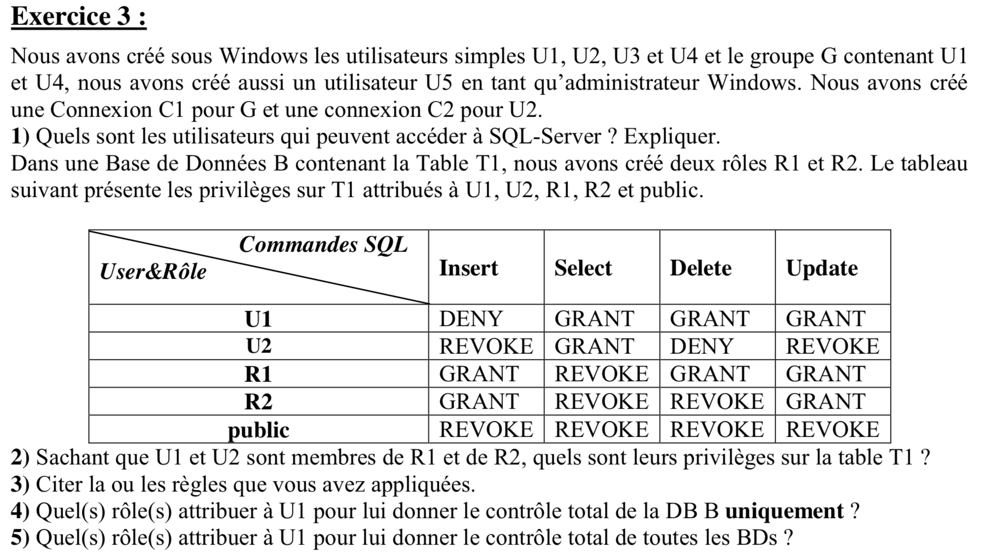 Exercice 3 :
Nous avons créé sous Windows les utilisateurs simples U1, U2, U3 et U4 et le groupe G contenant U1
et U4, nous avons créé aussi un utilisateur U5 en tant qu’administrateur Windows. Nous avons créé
une Connexion C1 pour G et une connexion C2 pour U2.
1) Quels sont les utilisateurs qui peuvent accéder à SQL-Server ? Expliquer.
Dans une Base de Données B contenant la Table T1, nous avons créé deux rôles R1 et R2. Le tableau
suivant présente les privilèges sur T1 attribués à U1, U2, R1, R2 et public.
Commandes SQL
User&Rôle Insert Select Delete Update
U1 DENY GRANT GRANT GRANT
U2 REVOKE GRANT DENY REVOKE
R1 GRANT REVOKE GRANT GRANT
R2 GRANT REVOKE REVOKE GRANT
public REVOKE REVOKE REVOKE REVOKE
2) Sachant que U1 et U2 sont membres de R1 et de R2, quels sont leurs privilèges sur la table T1 ?
3) Citer la ou les règles que vous avez appliquées.
4) Quel(s) rôle(s) attribuer à U1 pour lui donner le contrôle total de la DB B uniquement ?
5) Quel(s) rôle(s) attribuer à U1 pour lui donner le contrôle total de toutes les BDs ?